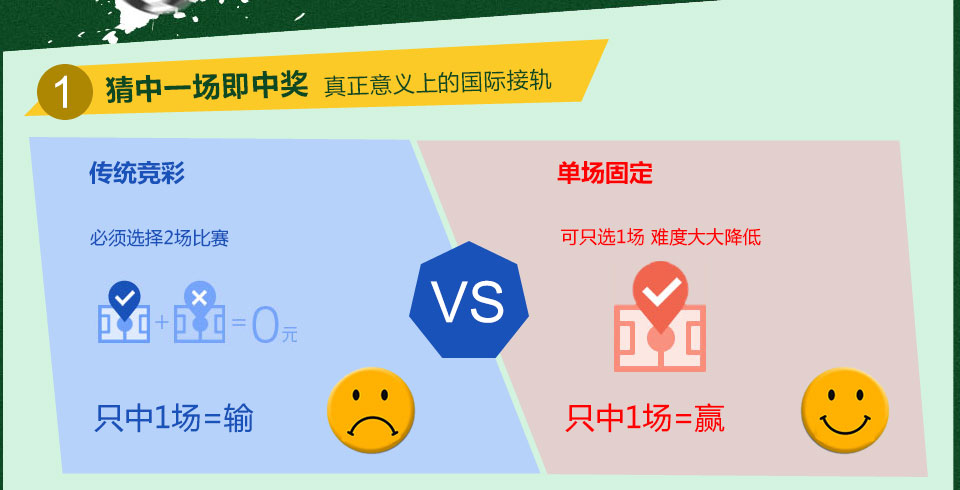 1 猜中一场即中奖 真正意义上的国际接轨
传统竞彩
必须选择2场比赛
+ = 0元
只中1场=输
VS
单场固定
可只选1场 难度大大降低
只中1场=赢